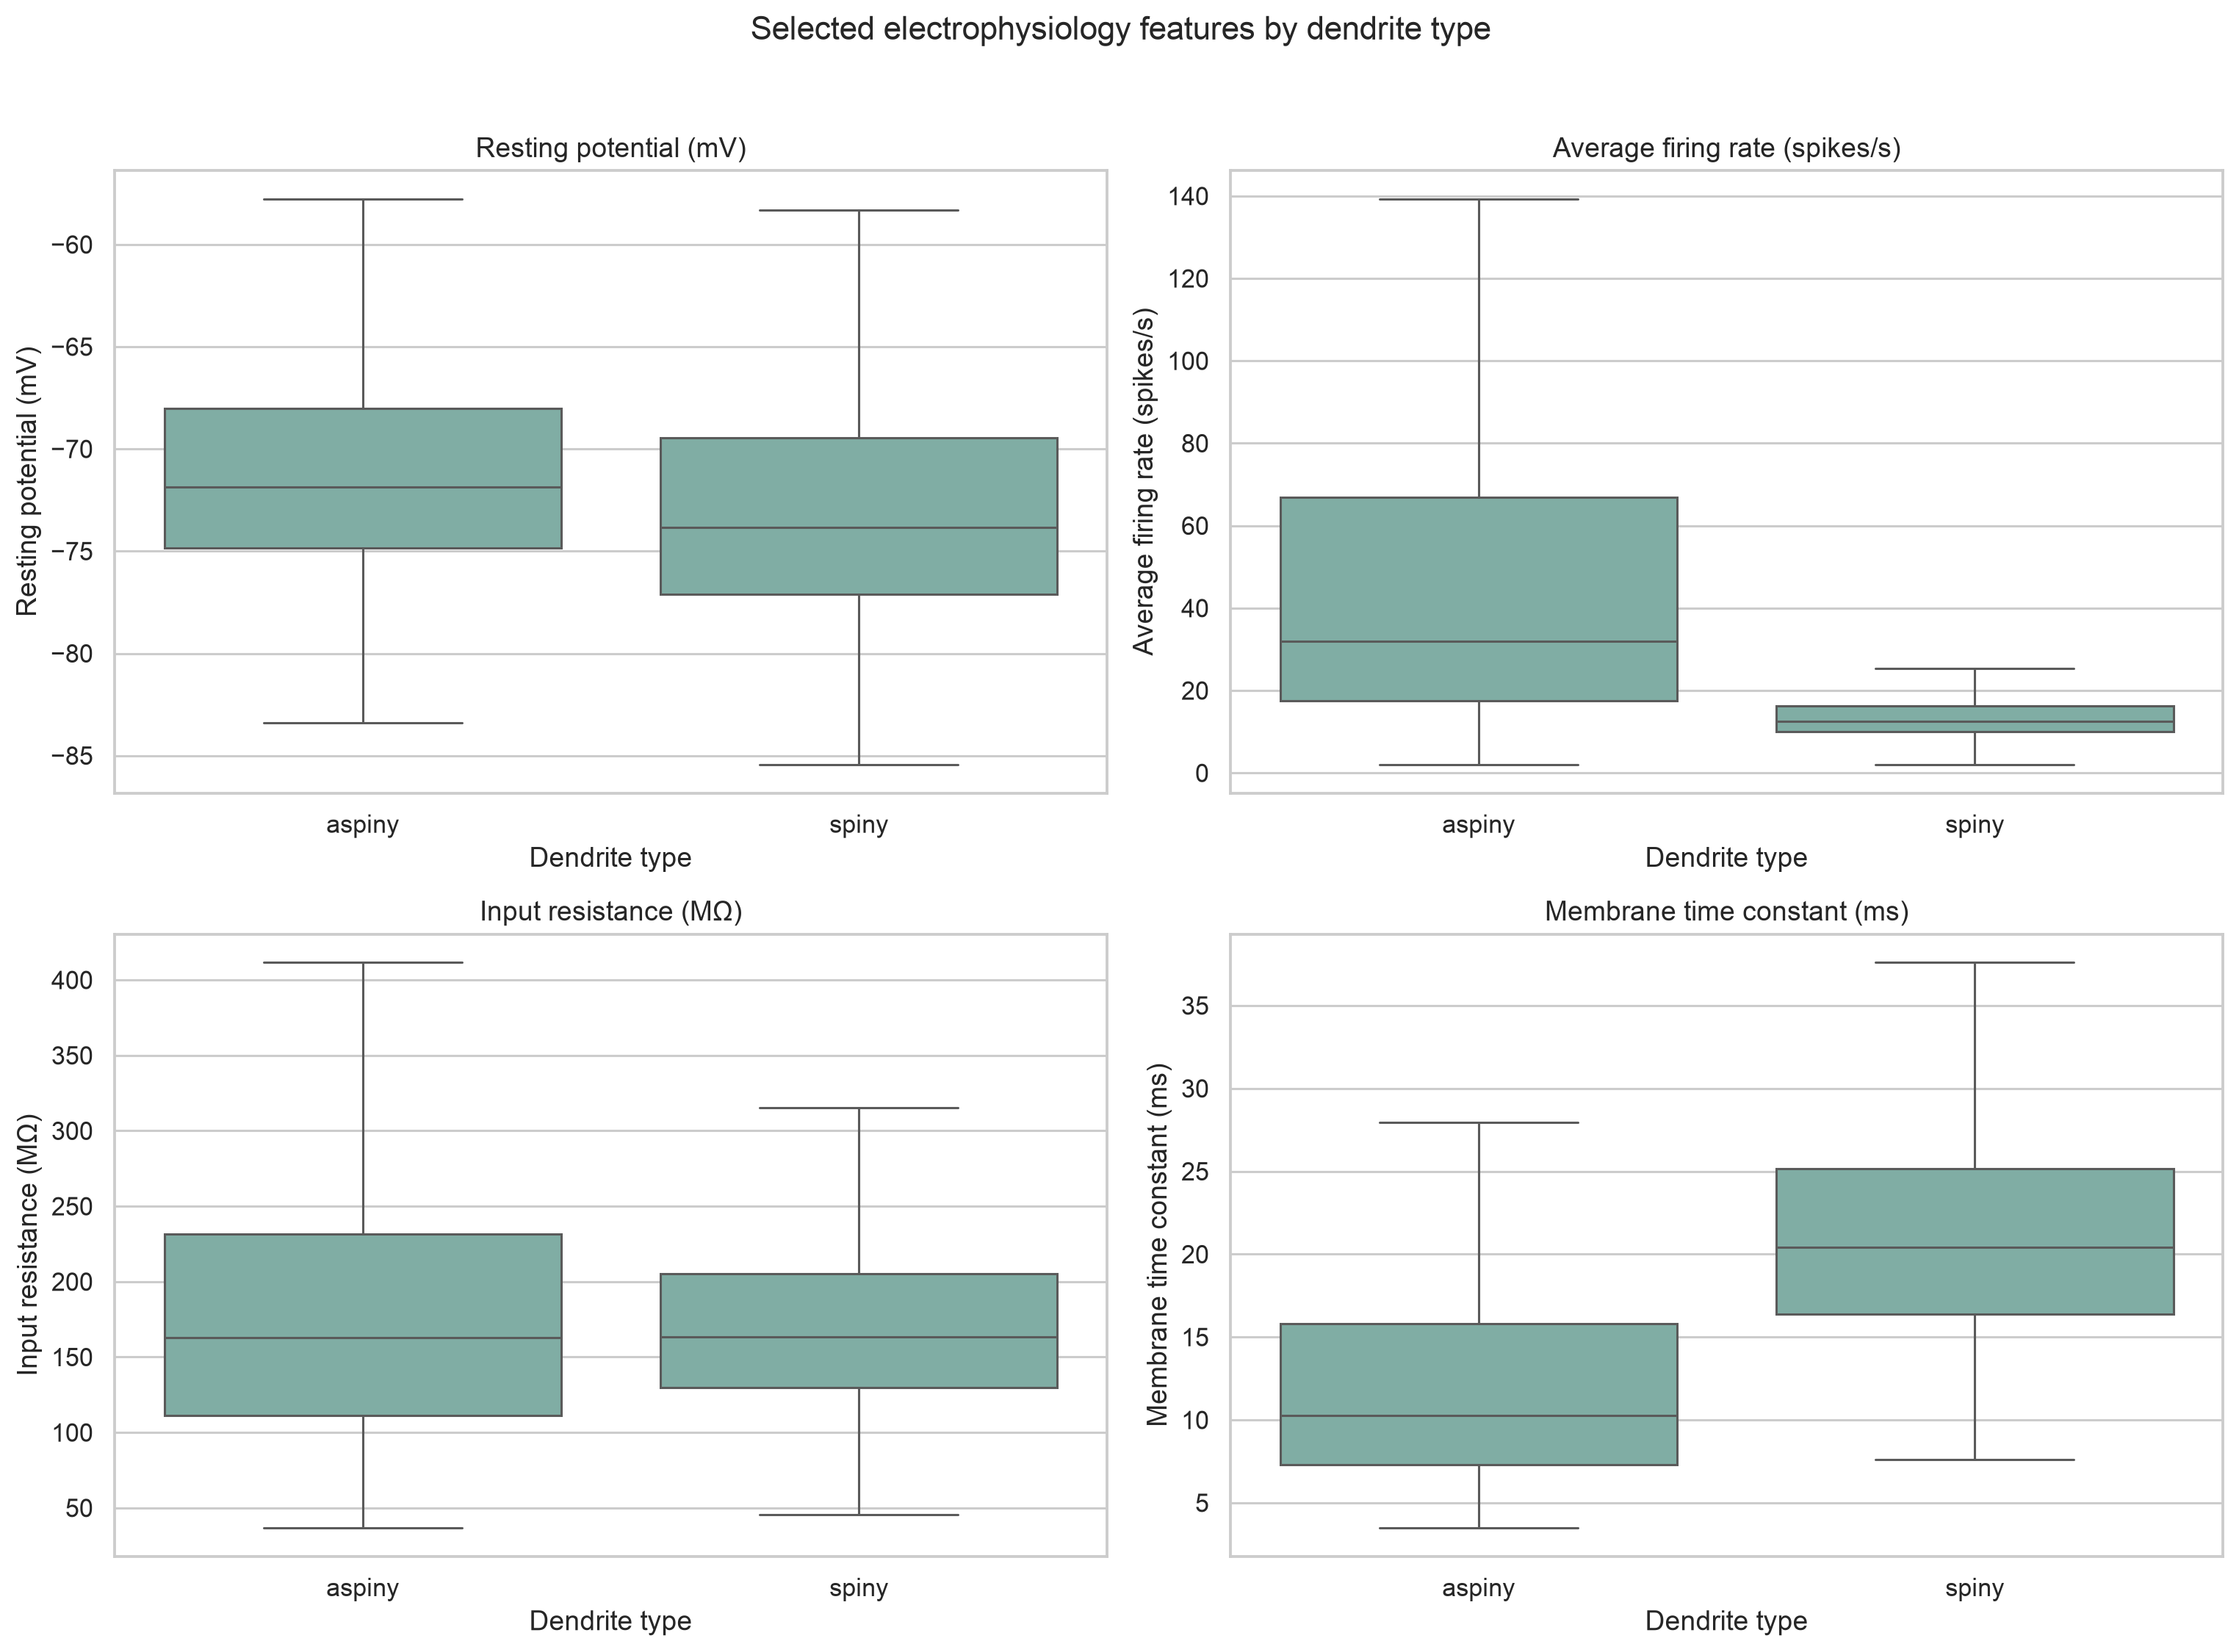 Selected electrophysiology features by dendrite type
Resting potential (mV)
Resting potential (mV)
−60
−65
−70
−75
−80
−85
aspiny
spiny
Dendrite type
Average firing rate (spikes/s)
Average firing rate (spikes/s)
140
120
100
80
60
40
20
0
aspiny
spiny
Dendrite type
Input resistance (MΩ)
Input resistance (MΩ)
400
350
300
250
200
150
100
50
aspiny
spiny
Dendrite type
Membrane time constant (ms)
Membrane time constant (ms)
35
30
25
20
15
10
5
aspiny
spiny
Dendrite type